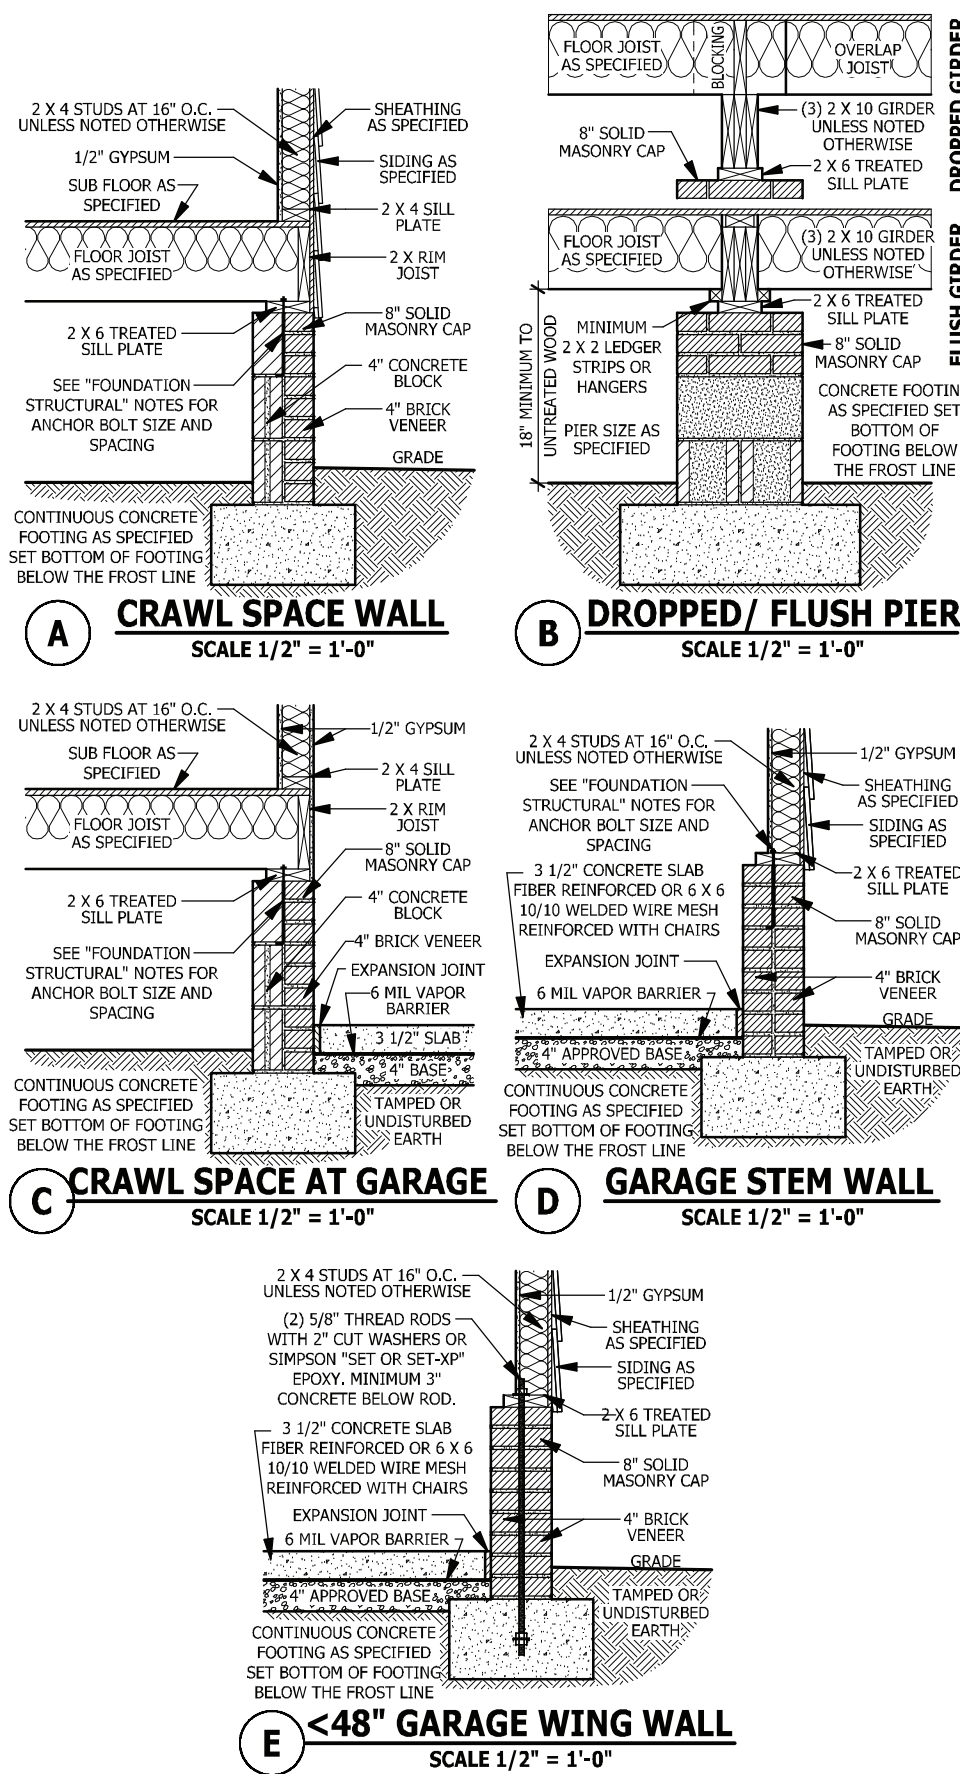 2 X 4 STUDS AT 16" O.C.
UNLESS NOTED OTHERWISE
1/2" GYPSUM
SUB FLOOR AS
SPECIFIED
FLOOR JOIST
AS SPECIFIED
2 X 6 TREATED
SILL PLATE
SEE "FOUNDATION
STRUCTURAL" NOTES FOR
ANCHOR BOLT SIZE AND
SPACING
SHEATHING
AS SPECIFIED
SIDING AS
SPECIFIED
2 X 4 SILL
PLATE
2 X RIM
JOIST
8" SOLID
MASONRY CAP
4" CONCRETE
BLOCK
4" BRICK
VENEER
GRADE
CONTINUOUS CONCRETE
FOOTING AS SPECIFIED
SET BOTTOM OF FOOTING
BELOW THE FROST LINE
A
CRAWL SPACE WALL
SCALE 1/2" = 1'-0"
FLOOR JOIST
AS SPECIFIED
BLOCKING
OVERLAP
JOIST
8" SOLID
MASONRY CAP
(3) 2 X 10 GIRDER
UNLESS NOTED
OTHERWISE
2 X 6 TREATED
SILL PLATE
DROPPED GIRDER
FLOOR JOIST
AS SPECIFIED
(3) 2 X 10 GIRDER
UNLESS NOTED
OTHERWISE
2 X 6 TREATED
SILL PLATE
FLUSH GIRDER
18" MINIMUM TO
UNTREATED WOOD
MINIMUM
2 X 2 LEDGER
STRIPS OR
HANGERS
PIER SIZE AS
SPECIFIED
8" SOLID
MASONRY CAP
CONCRETE FOOTIN
AS SPECIFIED SET
BOTTOM OF
FOOTING BELOW
THE FROST LINE
B
DROPPED/ FLUSH PIER
SCALE 1/2" = 1'-0"
2 X 4 STUDS AT 16" O.C.
UNLESS NOTED OTHERWISE
SUB FLOOR AS
SPECIFIED
FLOOR JOIST
AS SPECIFIED
2 X 6 TREATED
SILL PLATE
SEE "FOUNDATION
STRUCTURAL" NOTES FOR
ANCHOR BOLT SIZE AND
SPACING
1/2" GYPSUM
2 X 4 SILL
PLATE
2 X RIM
JOIST
8" SOLID
MASONRY CAP
4" CONCRETE
BLOCK
4" BRICK VENEER
EXPANSION JOINT
6 MIL VAPOR
BARRIER
3 1/2" SLAB
4" BASE
TAMPED OR
UNDISTURBED
EARTH
CONTINUOUS CONCRETE
FOOTING AS SPECIFIED
SET BOTTOM OF FOOTING
BELOW THE FROST LINE
C
CRAWL SPACE AT GARAGE
SCALE 1/2" = 1'-0"
2 X 4 STUDS AT 16" O.C.
UNLESS NOTED OTHERWISE
SEE "FOUNDATION
STRUCTURAL" NOTES FOR
ANCHOR BOLT SIZE AND
SPACING
3 1/2" CONCRETE SLAB
FIBER REINFORCED OR 6 X 6
10/10 WELDED WIRE MESH
REINFORCED WITH CHAIRS
EXPANSION JOINT
6 MIL VAPOR BARRIER
4" APPROVED BASE
1/2" GYPSUM
SHEATHING
AS SPECIFIED
SIDING AS
SPECIFIED
2 X 6 TREATED
SILL PLATE
8" SOLID
MASONRY CAP
4" BRICK
VENEER
GRADE
TAMPED OR
UNDISTURBED
EARTH
CONTINUOUS CONCRETE
FOOTING AS SPECIFIED
SET BOTTOM OF FOOTING
BELOW THE FROST LINE
D
GARAGE STEM WALL
SCALE 1/2" = 1'-0"
2 X 4 STUDS AT 16" O.C.
UNLESS NOTED OTHERWISE
(2) 5/8" THREAD RODS
WITH 2" CUT WASHERS OR
SIMPSON "SET OR SET-XP"
EPOXY. MINIMUM 3"
CONCRETE BELOW ROD.
3 1/2" CONCRETE SLAB
FIBER REINFORCED OR 6 X 6
10/10 WELDED WIRE MESH
REINFORCED WITH CHAIRS
EXPANSION JOINT
6 MIL VAPOR BARRIER
4" APPROVED BASE
1/2" GYPSUM
SHEATHING
AS SPECIFIED
SIDING AS
SPECIFIED
2 X 6 TREATED
SILL PLATE
8" SOLID
MASONRY CAP
4" BRICK
VENEER
GRADE
TAMPED OR
UNDISTURBED
EARTH
CONTINUOUS CONCRETE
FOOTING AS SPECIFIED
SET BOTTOM OF FOOTING
BELOW THE FROST LINE
E
<48" GARAGE WING WALL
SCALE 1/2" = 1'-0"